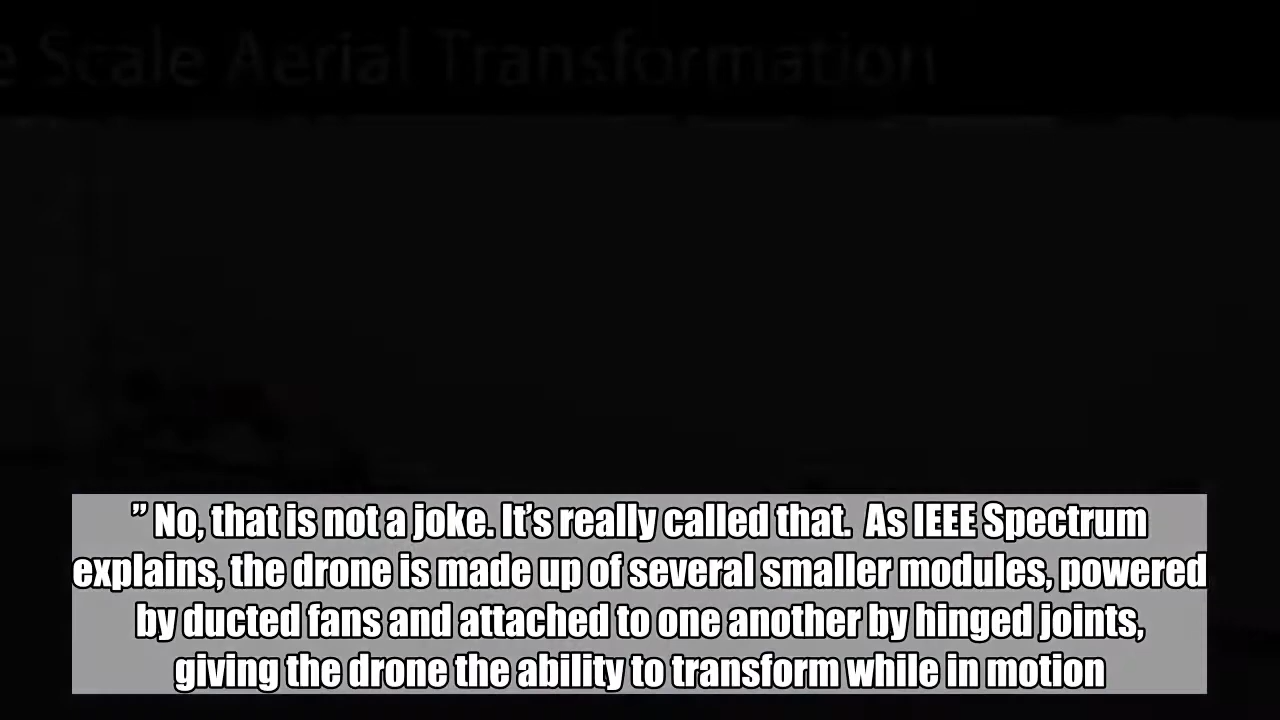 e Scale Aerial Transformation
” No, that is not a joke. It’s really called that.  As IEEE Spectrum
explains, the drone is made up of several smaller modules, powered
by ducted fans and attached to one another by hinged joints,
giving the drone the ability to transform while in motion